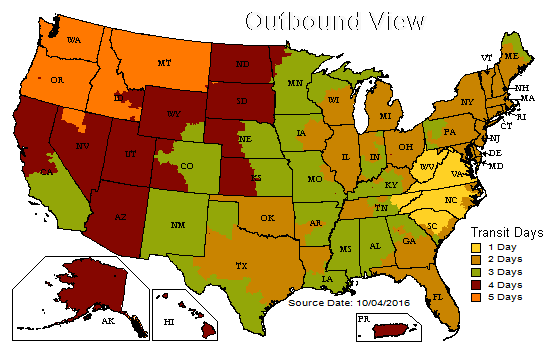 Outbound View
WA
OR
MT
ID
ND
SD
WY
NV
UT
CA
AZ
CO
NM
NE
KS
OK
TX
MN
IA
MO
AR
LA
WI
IL
MI
IN
OH
KY
TN
MS
AL
GA
FL
SC
NC
VA
WV
PA
NY
VT
ME
NH
MA
RI
CT
NJ
DE
MD
AK
HI
PR
Transit Days
1 Day
2 Days
3 Days
4 Days
5 Days
Source Date: 10/04/2016